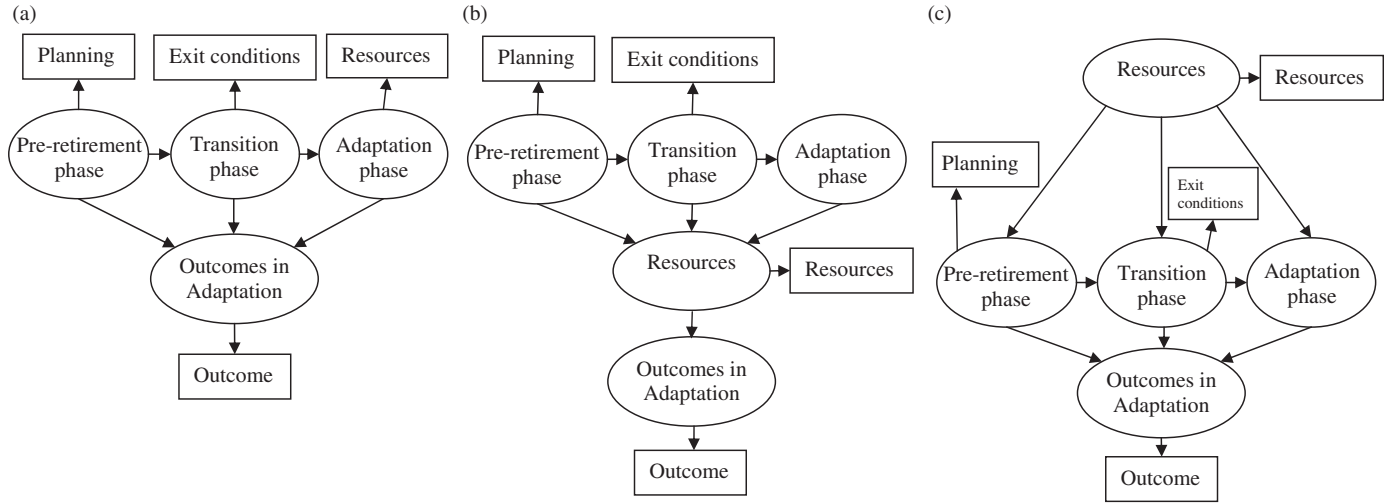 (a)
Planning
Exit conditions
Resources
Pre-retirement
phase
Transition
phase
Adaptation
phase
Outcomes in
Adaptation
Outcome
(b)
Planning
Exit conditions
Pre-retirement
phase
Transition
phase
Adaptation
phase
Resources
Resources
Outcomes in
Adaptation
Outcome
(c)
Resources
Resources
Planning
Exit
conditions
Pre-retirement
phase
Transition
phase
Adaptation
phase
Outcomes in
Adaptation
Outcome